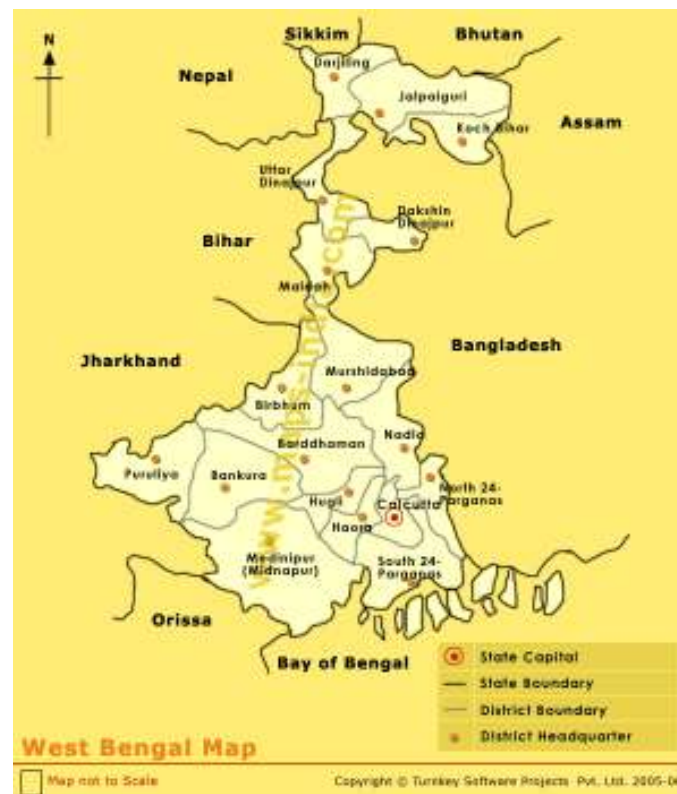 N
Sikkim
Bhutan
Darjiling
Nepal
Jalpaiguri
Koch Bihar
Assam
Uttar
Dinajpur
Dakshin
Dinajpur
Bihar
Maldah
Bangladesh
Jharkhand
Murshidabad
Birbhum
Barddhaman
Nadia
Puruliya
Bankura
North 24-
Parganas
Hugli
Calcutta
Haora
Medinipur
(Midnapur)
South 24-
Parganas
Orissa
Bay of Bengal
State Capital
State Boundary
District Boundary
District Headquarter
West Bengal Map
Map not to Scale
Copyright © Turnkey Software Projects Pvt. Ltd. 2005-0